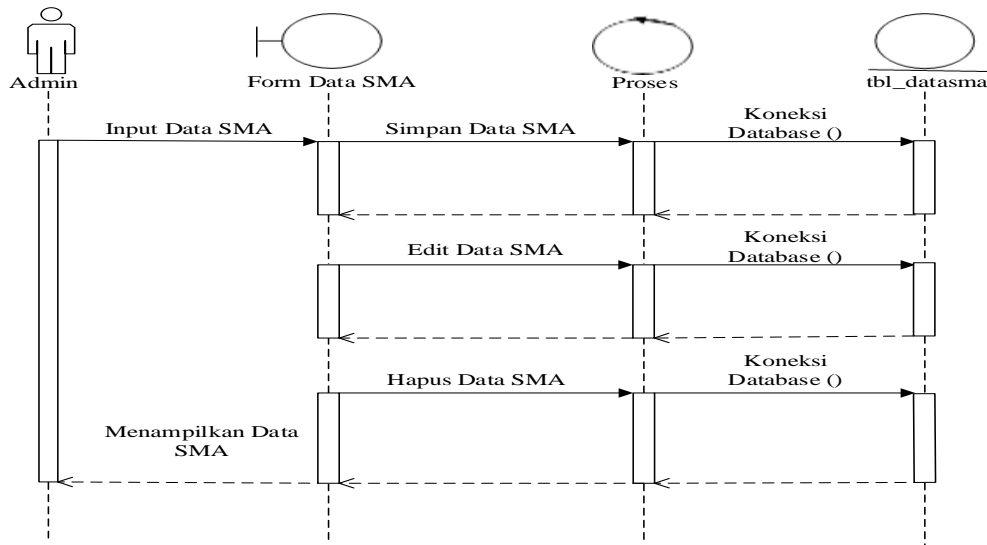 Admin
Form Data SMA
Proses
tbl_datasma
Input Data SMA
Simpan Data SMA
Koneksi
Database ()
Edit Data SMA
Koneksi
Database ()
Hapus Data SMA
Koneksi
Database ()
Menampilkan Data
SMA